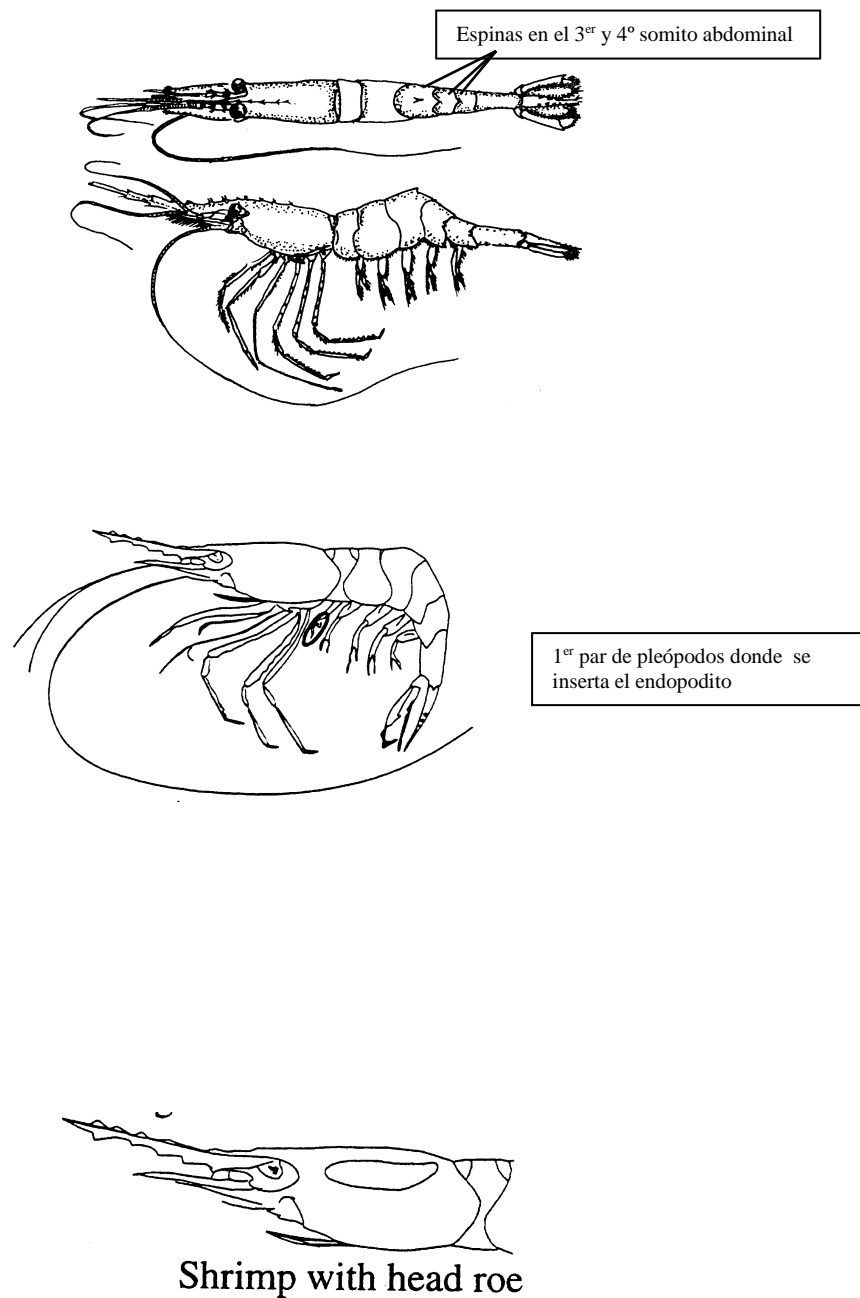 Espinas en el 3er y 4º somito abdominal
1er par de pleópodos donde se
inserta el endopodito
Shrimp with head roe